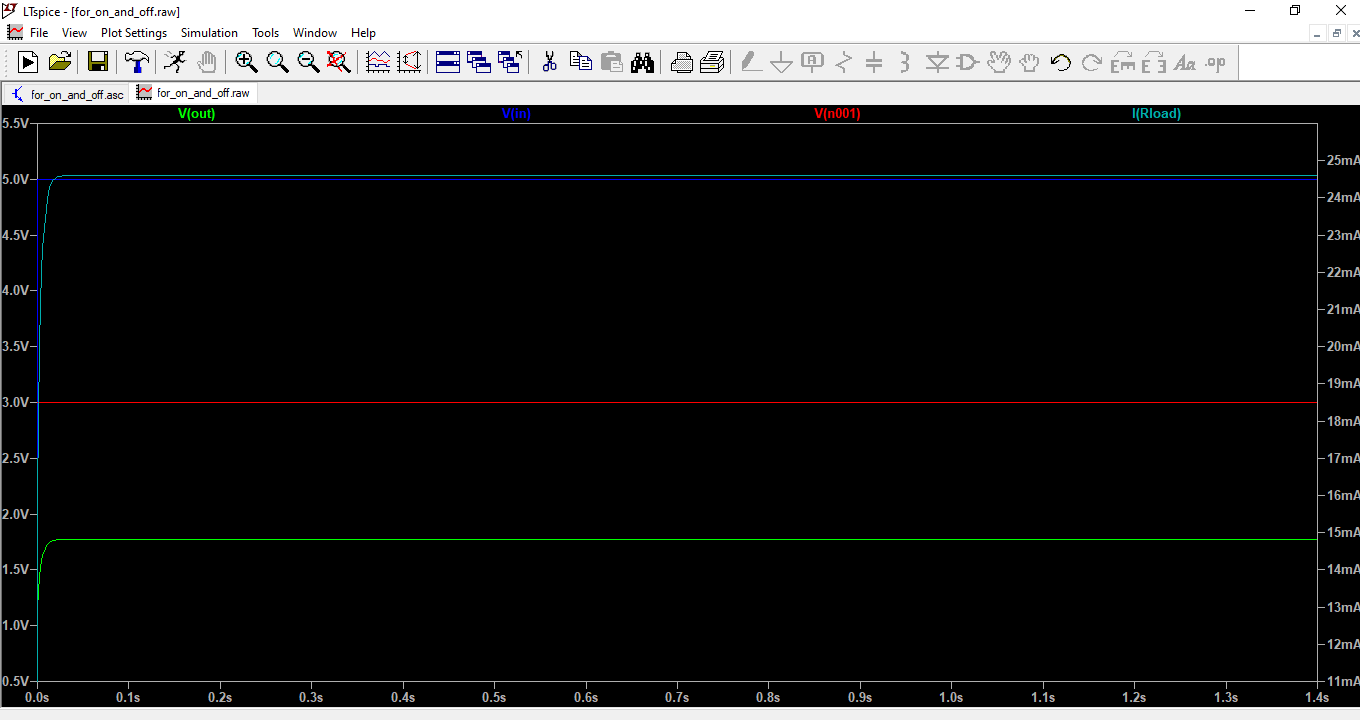 LTspice - [for_on_and_off.raw]
File View Plot Settings Simulation Tools Window Help
for_on_and_off.asc for_on_and_off.raw
V(out) V(in) V(n001) I(Rload)
5.5V
25mA
5.0V
24mA
4.5V 23mA
22mA
4.0V
21mA
3.5V 20mA
19mA
3.0V
18mA
2.5V 17mA
16mA
2.0V
15mA
1.5V 14mA
13mA
1.0V
12mA
0.5V 11mA
0.0s 0.1s 0.2s 0.3s 0.4s 0.5s 0.6s 0.7s 0.8s 0.9s 1.0s 1.1s 1.2s 1.3s 1.4s